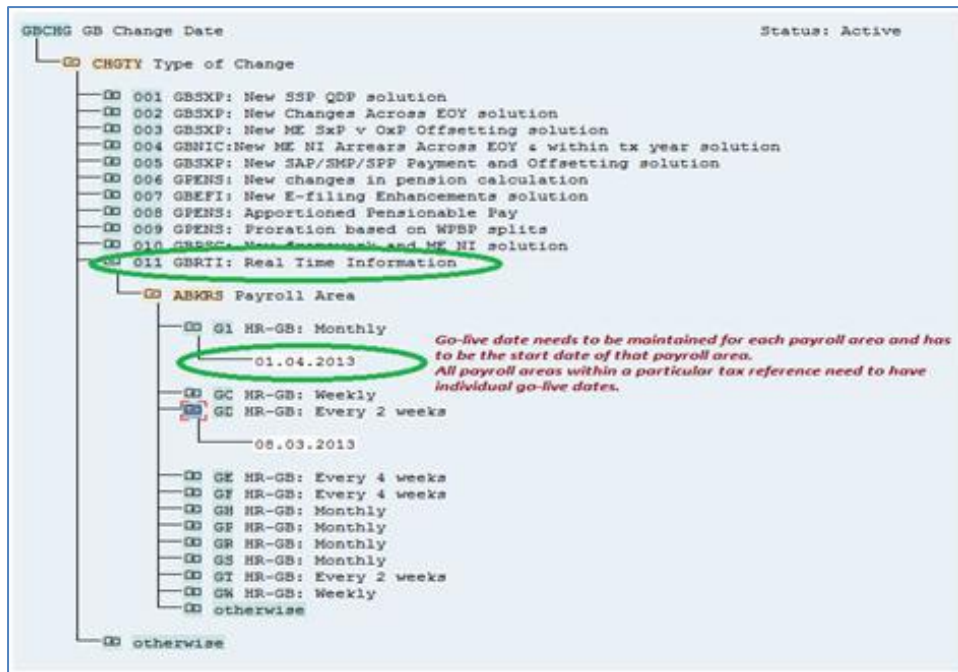 GBCHG GB Change Date Status: Active
CHGTY Type of Change
001 GBSXP: New SSP QDP solution
002 GBSXP: New Changes Across EOY solution
003 GBSXP: New ME SxP v OxP Offsetting solution
004 GBNIC:New ME NI Arrears Across EOY & within tx year solution
005 GBSXP: New SAP/SMP/SPP Payment and Offsetting solution
006 GPENS: New changes in pension calculation
007 GBEFI: New E-filing Enhancements solution
008 GPENS: Apportioned Pensionable Pay
009 GPENS: Proration based on WPBP splits
010 GBRSC: New framework and ME NI solution
011 GBRTI: Real Time Information
ABKRS Payroll Area
G1 HR-GB: Monthly
Go-live date needs to be maintained for each payroll area and has
to be the start date of that payroll area.
01.04.2013
All payroll areas within a particular tax reference need to have
individual go-live dates.
GC HR-GB: Weekly
GD HR-GB: Every 2 weeks
08.03.2013
GE HR-GB: Every 4 weeks
GF HR-GB: Every 4 weeks
GH HR-GB: Monthly
GP HR-GB: Monthly
GR HR-GB: Monthly
GS HR-GB: Monthly
GT HR-GB: Every 2 weeks
GW HR-GB: Weekly
otherwise
otherwise